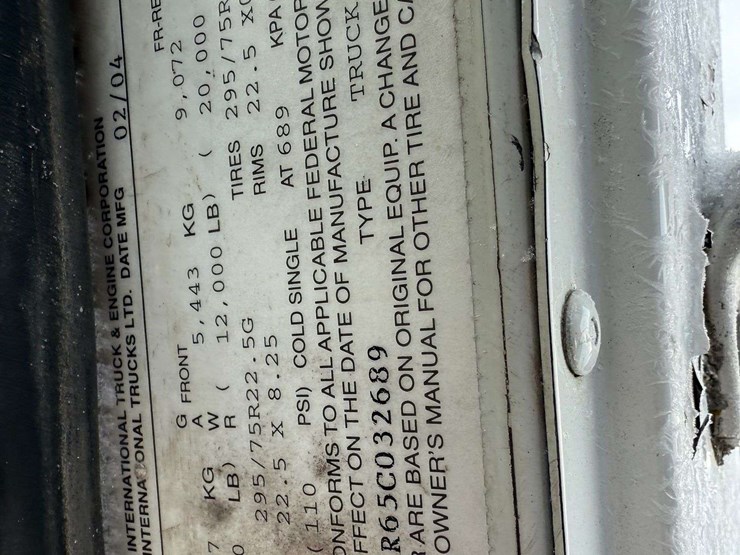 INTERNATIONAL TRUCK & ENGINE CORPORATION
INTERNATIONAL TRUCKS LTD. DATE MFG 02/04
G FRONT FR-RE
7 KG A 5,443 KG 9,072
0 LB) W ( 12,000 LB) ( 20,000
R
295/75R22.5G TIRES 295/75R
22.5 X 8.25 RIMS 22.5 X
(110 PSI) COLD SINGLE AT 689 KPA
ONFORMS TO ALL APPLICABLE FEDERAL MOTOR
FFECT ON THE DATE OF MANUFACTURE SHOW
R65C032689 TYPE TRUCK
ARE BASED ON ORIGINAL EQUIP. A CHANGE
OWNER'S MANUAL FOR OTHER TIRE AND CA